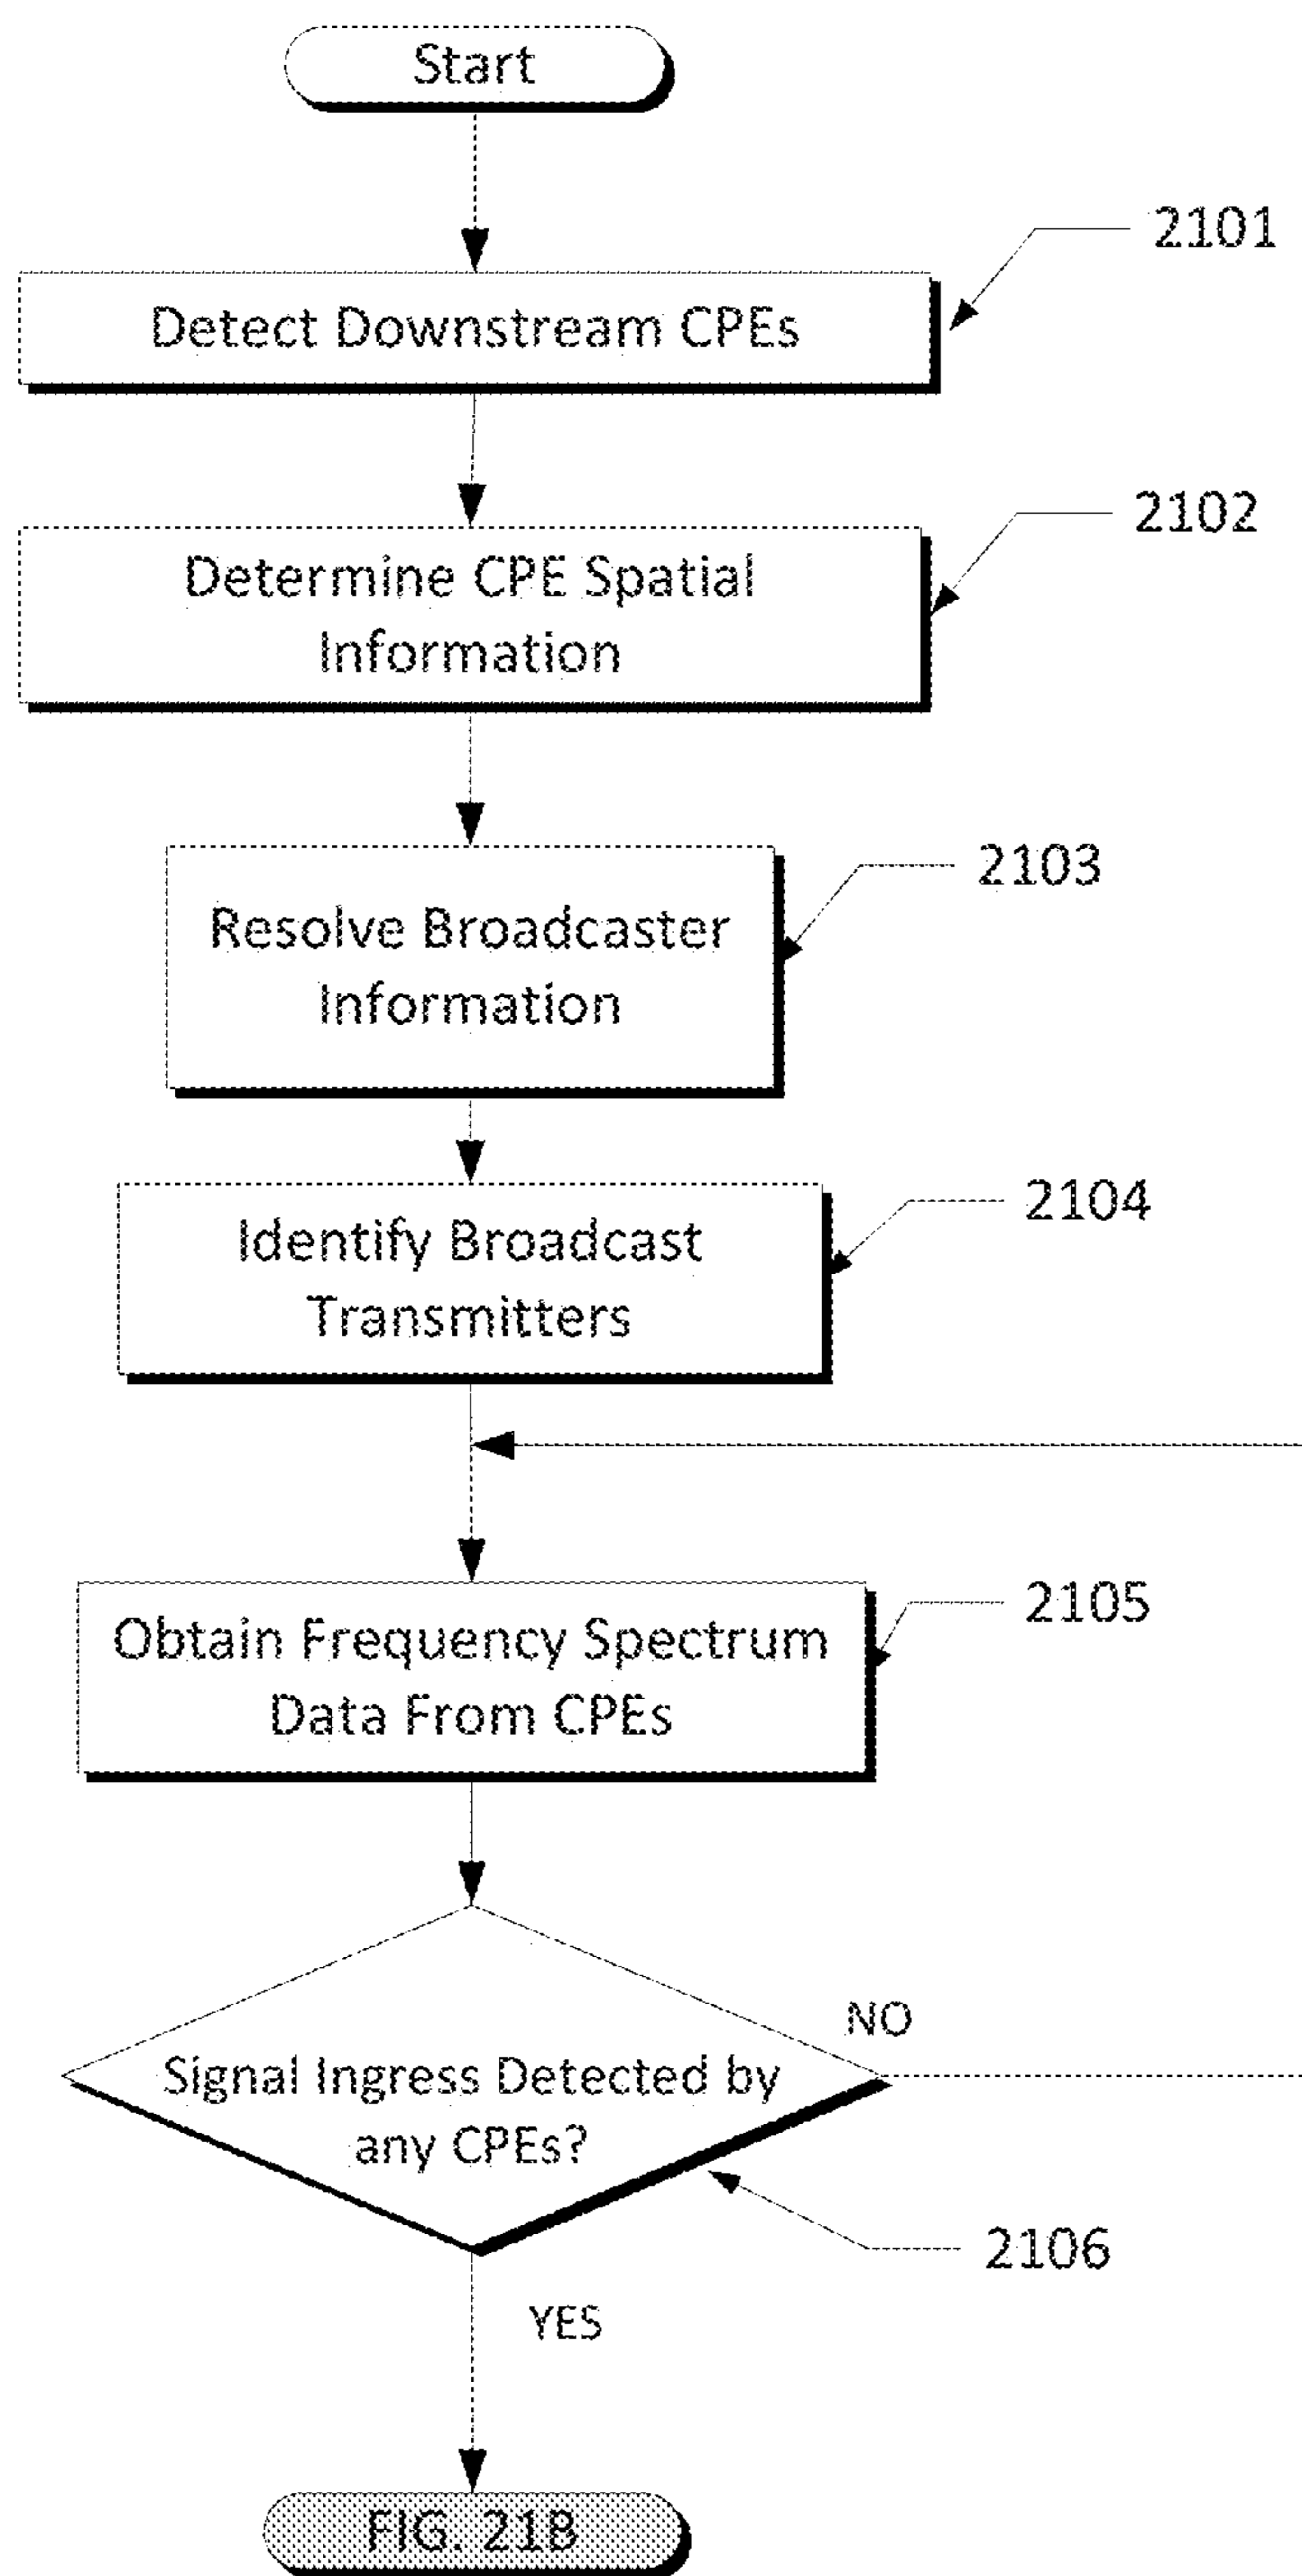 Start
2101
Detect Downstream CPEs
2102
Determine CPE Spatial
Information
2103
Resolve Broadcaster
Information
2104
Identify Broadcast
Transmitters
2105
Obtain Frequency Spectrum
Data From CPEs
NO
Signal Ingress Detected by
any CPEs?
2106
YES
FIG. 21B